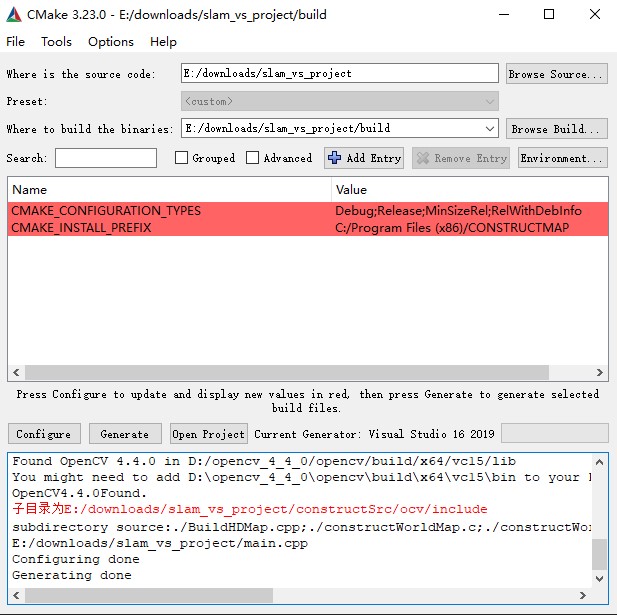 CMake 3.23.0 - E:/downloads/slam_vs_project/build
File Tools Options Help
Where is the source code: E:/downloads/slam_vs_project Browse Source...
Preset: <custom>
Where to build the binaries: E:/downloads/slam_vs_project/build Browse Build...
Search: Grouped Advanced Add Entry Remove Entry Environment...
Name Value
CMAKE_CONFIGURATION_TYPES Debug;Release;MinSizeRel;RelWithDebInfo
CMAKE_INSTALL_PREFIX C:/Program Files (x86)/CONSTRUCTMAP
Press Configure to update and display new values in red, then press Generate to generate selected
build files.
Configure Generate Open Project Current Generator: Visual Studio 16 2019
Found OpenCV 4.4.0 in D:/opencv_4_4_0/opencv/build/x64/vc15/lib
You might need to add D:\opencv_4_4_0\opencv\build\x64\vc15\bin to your
OpenCV4.4.0Found.
子目录为E:/downloads/slam_vs_project/constructSrc/ocv/include
subdirectory source:./BuildHDMap.cpp;./constructWorldMap.c;./constructWor
E:/downloads/slam_vs_project/main.cpp
Configuring done
Generating done